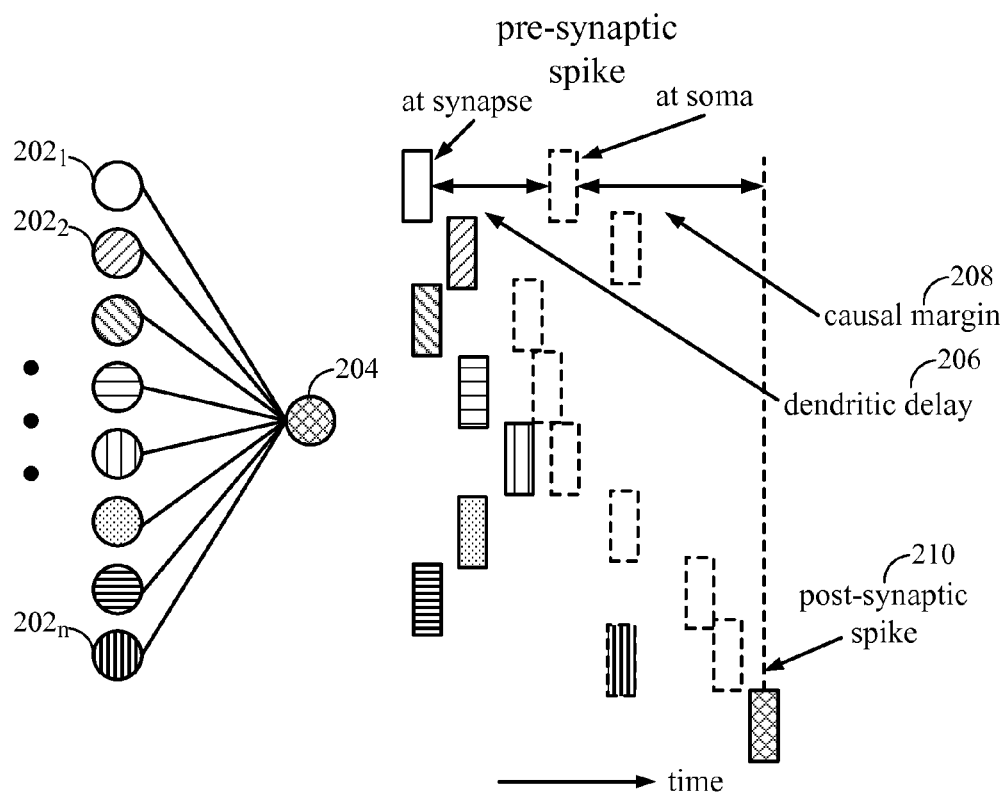 pre-synaptic
spike
at synapse
at soma
202₁
202₂
204
208
causal margin
206
dendritic delay
210
post-synaptic
spike
202ₙ
time